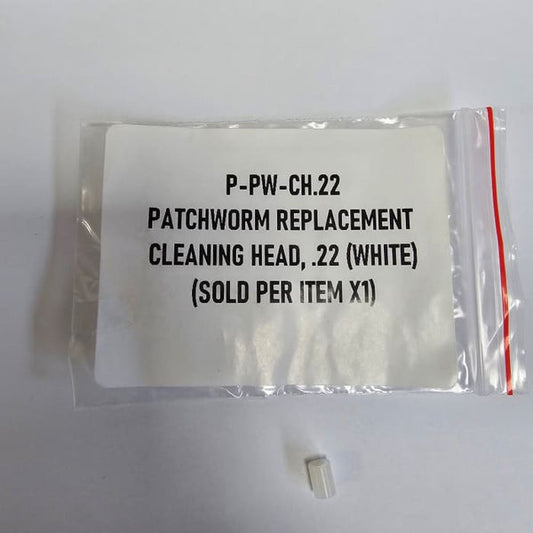 P-PW-CH.22
PATCHWORM REPLACEMENT
CLEANING HEAD, .22 (WHITE)
(SOLD PER ITEM X1)